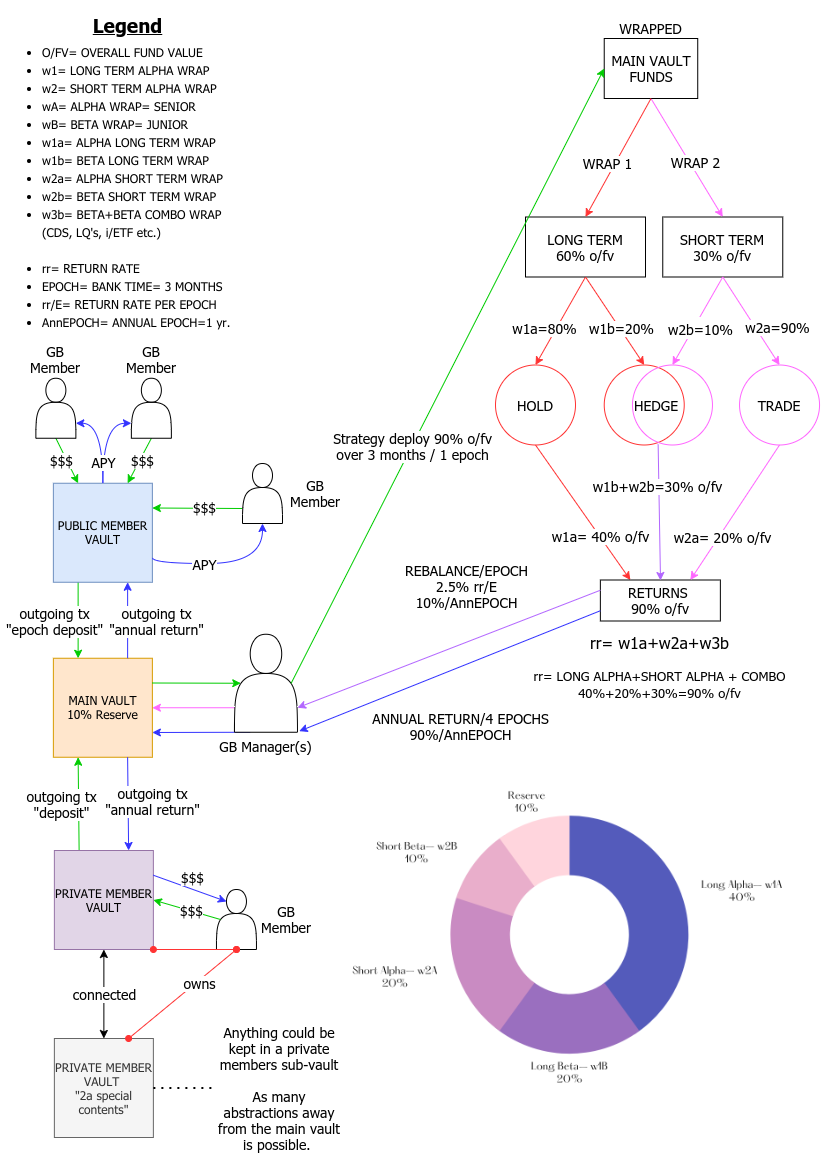 Legend
O/FV= OVERALL FUND VALUE
w1= LONG TERM ALPHA WRAP
w2= SHORT TERM ALPHA WRAP
wA= ALPHA WRAP= SENIOR
wB= BETA WRAP= JUNIOR
w1a= ALPHA LONG TERM WRAP
w1b= BETA LONG TERM WRAP
w2a= ALPHA SHORT TERM WRAP
w2b= BETA SHORT TERM WRAP
w3b= BETA+BETA COMBO WRAP
(CDS, LQ's, i/ETF etc.)
rr= RETURN RATE
EPOCH= BANK TIME= 3 MONTHS
rr/E= RETURN RATE PER EPOCH
AnnEPOCH= ANNUAL EPOCH=1 yr.
WRAPPED
MAIN VAULT
FUNDS
WRAP 1
WRAP 2
LONG TERM
60% o/fv
SHORT TERM
30% o/fv
w1a=80%
w1b=20%
w2b=10%
w2a=90%
HOLD
HEDGE
TRADE
w1b+w2b=30% o/fv
w1a= 40% o/fv
w2a= 20% o/fv
RETURNS
90% o/fv
rr= w1a+w2a+w3b
rr= LONG ALPHA+SHORT ALPHA + COMBO
40%+20%+30%=90% o/fv
Strategy deploy 90% o/fv
over 3 months / 1 epoch
REBALANCE/EPOCH
2.5% rr/E
10%/AnnEPOCH
ANNUAL RETURN/4 EPOCHS
90%/AnnEPOCH
GB
Member
GB
Member
$$$
APY
$$$
PUBLIC MEMBER
VAULT
$$$
GB
Member
APY
outgoing tx
"epoch deposit"
outgoing tx
"annual return"
MAIN VAULT
10% Reserve
GB Manager(s)
outgoing tx
"deposit"
outgoing tx
"annual return"
PRIVATE MEMBER
VAULT
$$$
$$$
GB
Member
connected
owns
PRIVATE MEMBER
VAULT
"2a special
contents"
Anything could be
kept in a private
members sub-vault
As many
abstractions away
from the main vault
is possible.
Reserve
10%
Short Beta— w2B
10%
Long Alpha— w1A
40%
Short Alpha— w2A
20%
Long Beta— w1B
20%